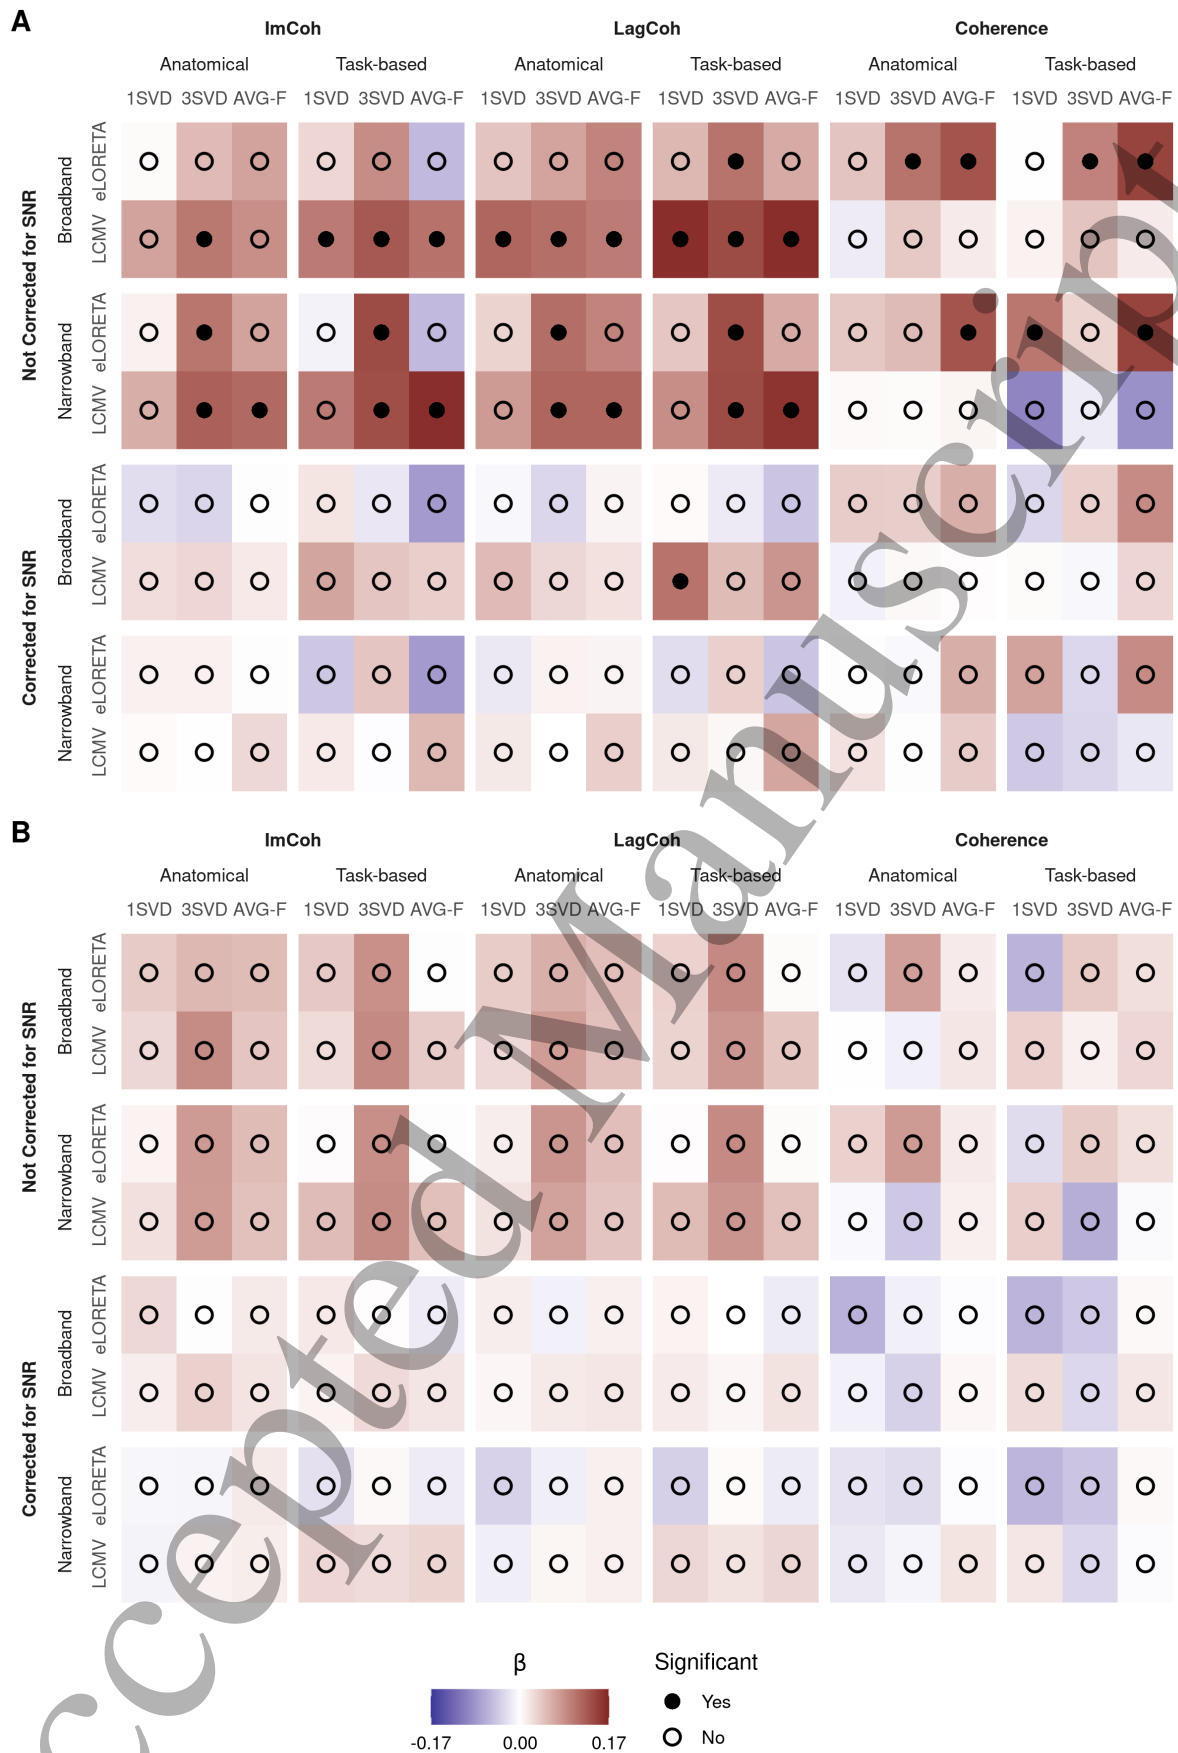 A
ImCoh LagCoh Coherence
Anatomical Task-based Anatomical Task-based Anatomical Task-based
1SVD 3SVD AVG-F 1SVD 3SVD AVG-F 1SVD 3SVD AVG-F 1SVD 3SVD AVG-F 1SVD 3SVD AVG-F 1SVD 3SVD AVG-F
Not Corrected for SNR
Broadband
eLORETA
LCMV
Narrowband
eLORETA
LCMV
Corrected for SNR
Broadband
eLORETA
LCMV
Narrowband
eLORETA
LCMV
B
ImCoh LagCoh Coherence
Anatomical Task-based Anatomical Task-based Anatomical Task-based
1SVD 3SVD AVG-F 1SVD 3SVD AVG-F 1SVD 3SVD AVG-F 1SVD 3SVD AVG-F 1SVD 3SVD AVG-F 1SVD 3SVD AVG-F
Not Corrected for SNR
Broadband
eLORETA
LCMV
Narrowband
eLORETA
LCMV
Corrected for SNR
Broadband
eLORETA
LCMV
Narrowband
eLORETA
LCMV
β
-0.17 0.00 0.17
Significant
Yes
No
ccepted Manuscript